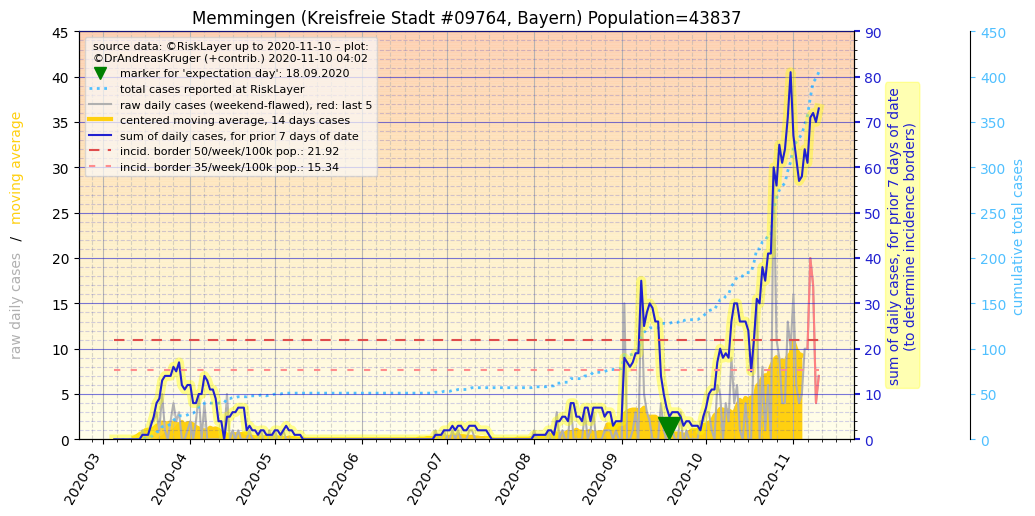 Memmingen (Kreisfreie Stadt #09764, Bayern) Population=43837
source data: ©RiskLayer up to 2020-11-10 – plot:
©DrAndreasKruger (+contrib.) 2020-11-10 04:02
marker for 'expectation day': 18.09.2020
total cases reported at RiskLayer
raw daily cases (weekend-flawed), red: last 5
centered moving average, 14 days cases
sum of daily cases, for prior 7 days of date
incid. border 50/week/100k pop.: 21.92
incid. border 35/week/100k pop.: 15.34
raw daily cases / moving average
45
40
35
30
25
20
15
10
5
0
2020-03
2020-04
2020-05
2020-06
2020-07
2020-08
2020-09
2020-10
2020-11
90
80
70
60
50
40
30
20
10
0
sum of daily cases, for prior 7 days of date
(to determine incidence borders)
450
400
350
300
250
200
150
100
50
0
cumulative total cases